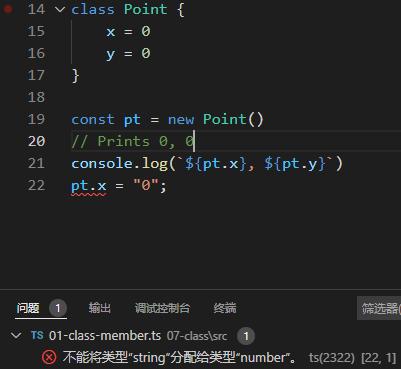 14 class Point {
15 x = 0
16 y = 0
17 }
18
19 const pt = new Point()
20 // Prints 0, 0
21 console.log(`${pt.x}, ${pt.y}`)
22 pt.x = "0";
问题 1 输出 调试控制台 终端 筛选器
TS 01-class-member.ts 07-class\src 1
不能将类型“string”分配给类型“number”。 ts(2322) [22, 1]